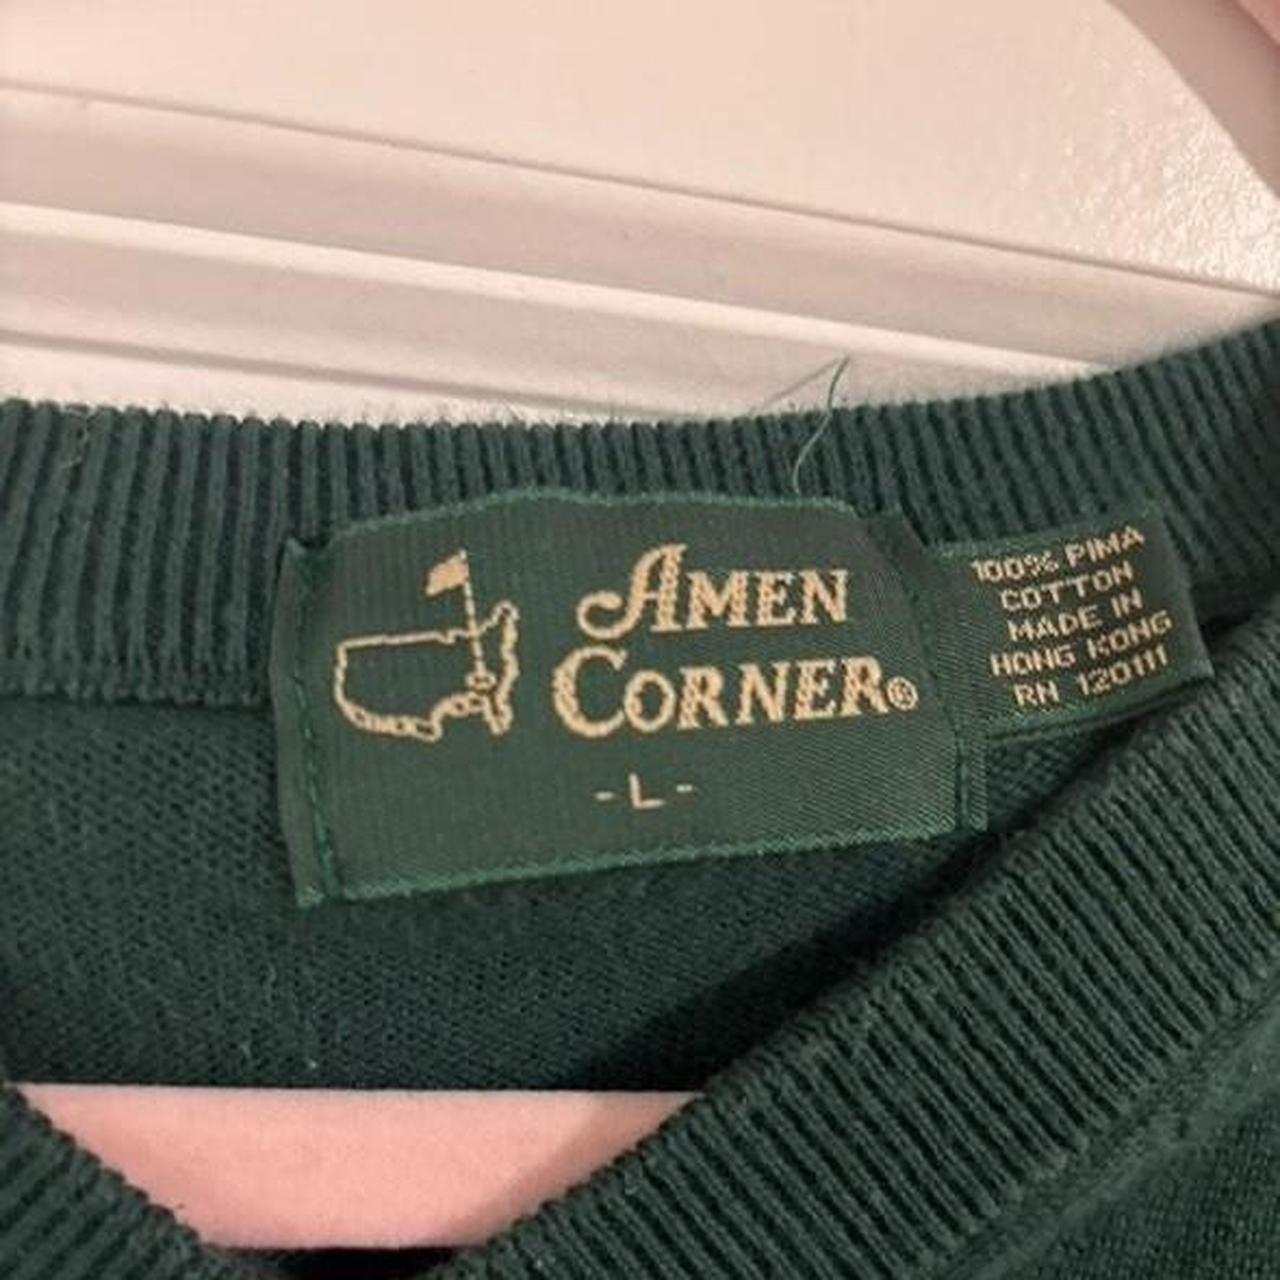 AMEN
CORNER®
- L -
100% PIMA
COTTON
MADE IN
HONG KONG
RN 120111